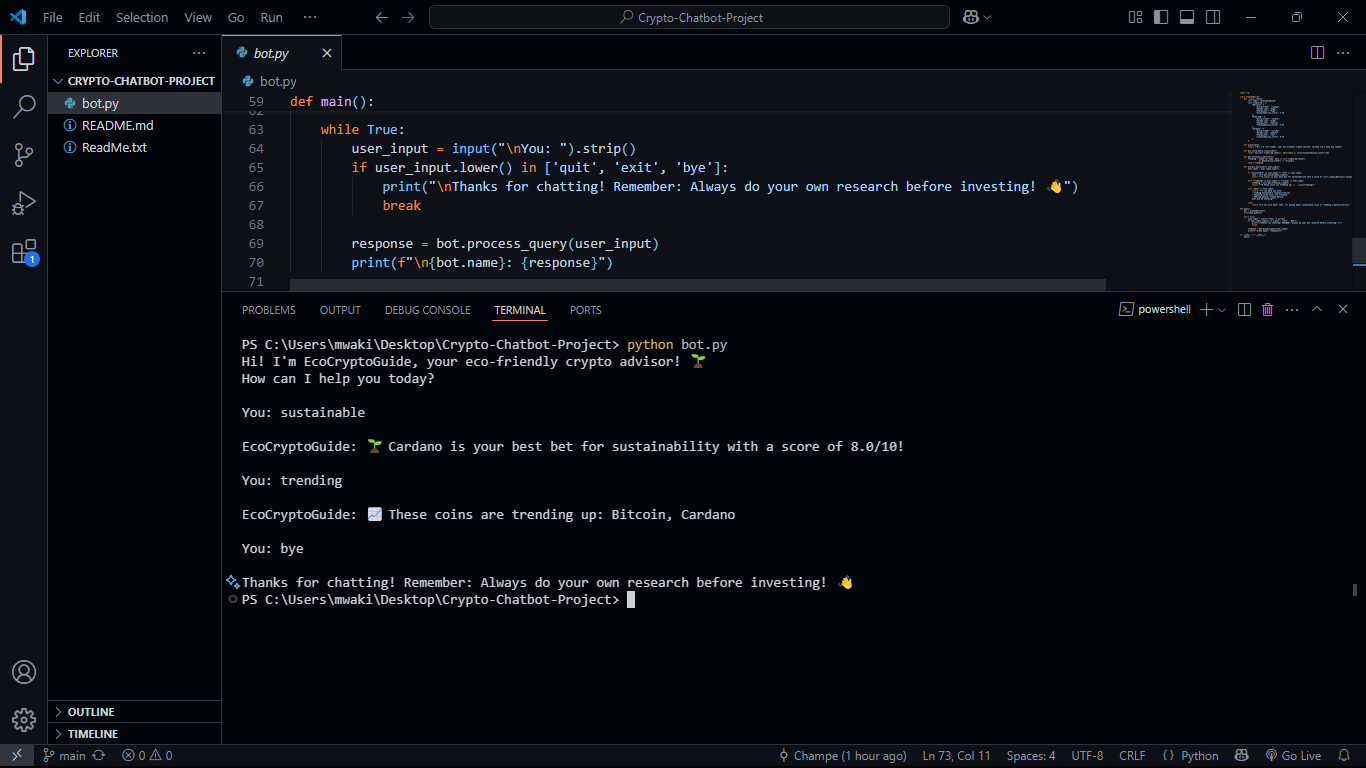 File Edit Selection View Go Run ··· Crypto-Chatbot-Project
EXPLORER ···
CRYPTO-CHATBOT-PROJECT
bot.py
README.md
ReadMe.txt
OUTLINE
TIMELINE
bot.py
bot.py
59 def main():
62
63 while True:
64 user_input = input("\nYou: ").strip()
65 if user_input.lower() in ['quit', 'exit', 'bye']:
66 print("\nThanks for chatting! Remember: Always do your own research before investing! 👋")
67 break
68
69 response = bot.process_query(user_input)
70 print(f"\n{bot.name}: {response}")
71
PROBLEMS OUTPUT DEBUG CONSOLE TERMINAL PORTS powershell
PS C:\Users\mwaki\Desktop\Crypto-Chatbot-Project> python bot.py
Hi! I'm EcoCryptoGuide, your eco-friendly crypto advisor! 🌱
How can I help you today?
You: sustainable
EcoCryptoGuide: 🌱 Cardano is your best bet for sustainability with a score of 8.0/10!
You: trending
EcoCryptoGuide: 📈 These coins are trending up: Bitcoin, Cardano
You: bye
Thanks for chatting! Remember: Always do your own research before investing! 👋
PS C:\Users\mwaki\Desktop\Crypto-Chatbot-Project>
1
main 0 0 Champe (1 hour ago) Ln 73, Col 11 Spaces: 4 UTF-8 CRLF {} Python Go Live